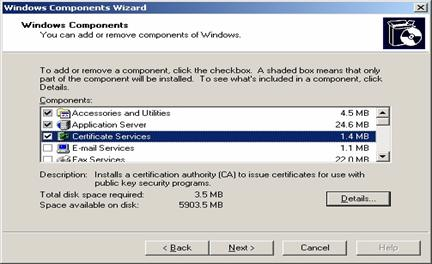 Windows Components Wizard
Windows Components
You can add or remove components of Windows.
To add or remove a component, click the checkbox. A shaded box means that only
part of the component will be installed. To see what's included in a component, click
Details.
Components:
Accessories and Utilities 4.5 MB
Application Server 24.6 MB
Certificate Services 1.4 MB
E-mail Services 1.1 MB
Fax Services 22.0 MB
Description: Installs a certification authority (CA) to issue certificates for use with
public key security programs.
Total disk space required: 3.5 MB
Space available on disk: 5903.5 MB
Details...
< Back Next > Cancel Help